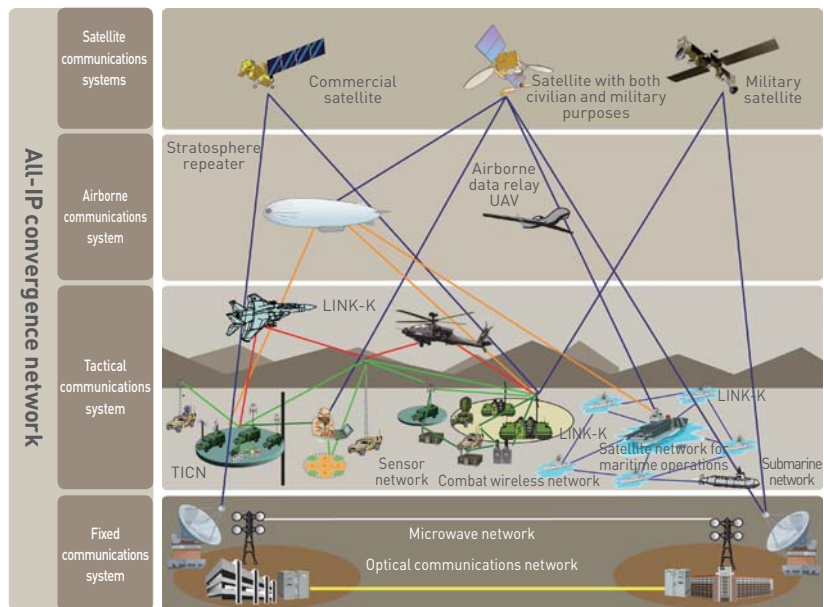 All-IP convergence network
Satellite
communications
systems
Commercial
satellite
Satellite with both
civilian and military
purposes
Military
satellite
Airborne
communications
system
Stratosphere
repeater
Airborne
data relay
UAV
Tactical
communications
system
LINK-K
LINK-K
LINK-K
TICN
Sensor
network
Combat wireless network
Satellite network for
maritime operations
Submarine
network
Fixed
communications
system
Microwave network
Optical communications network